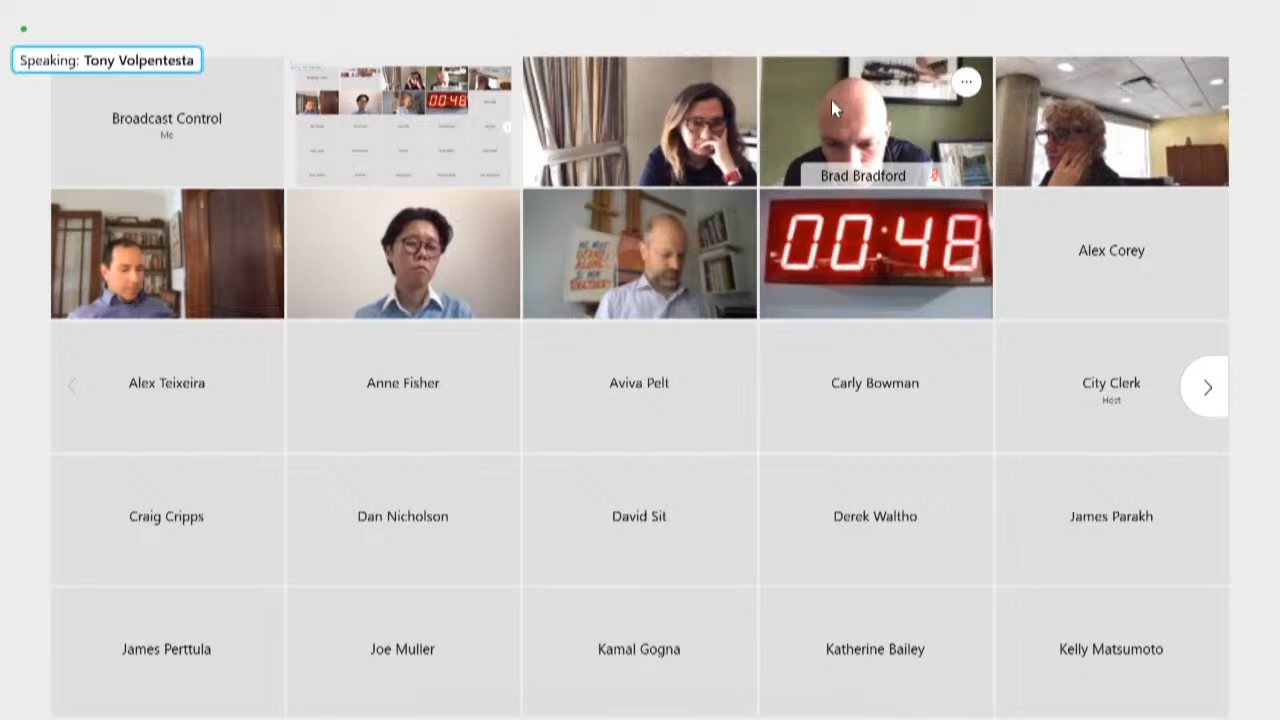 Speaking: Tony Volpentesta
Broadcast Control
Me
00:48
Brad Bradford
00:48
Alex Corey
Alex Teixeira
Anne Fisher
Aviva Pelt
Carly Bowman
City Clerk
Host
Craig Cripps
Dan Nicholson
David Sit
Derek Waltho
James Parakh
James Perttula
Joe Muller
Kamal Gogna
Katherine Bailey
Kelly Matsumoto